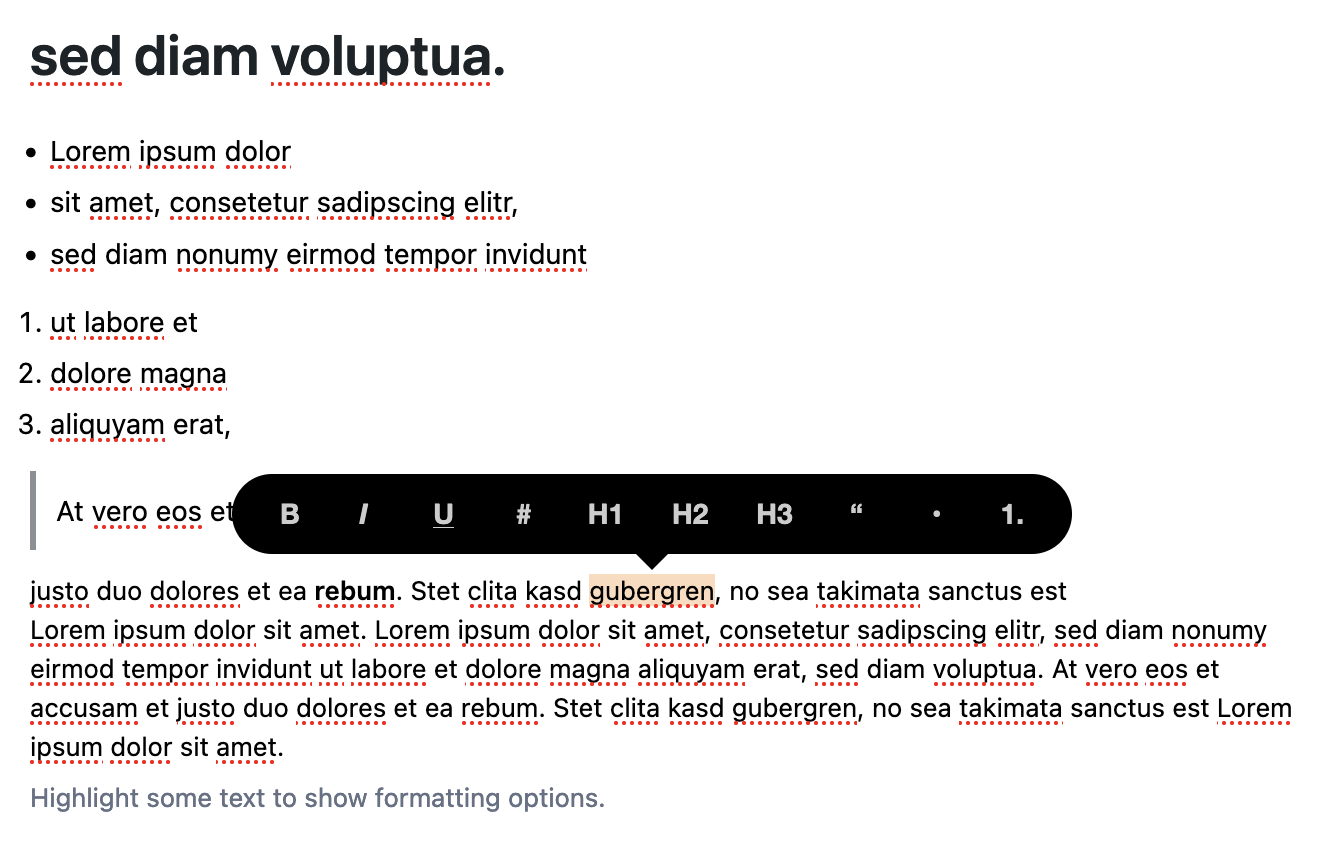 sed diam voluptua.
• Lorem ipsum dolor
• sit amet, consetetur sadipscing elitr,
• sed diam nonumy eirmod tempor invidunt
1. ut labore et
2. dolore magna
3. aliquyam erat,
At vero eos et
B I U # H1 H2 H3 “ • 1.
justo duo dolores et ea rebum. Stet clita kasd gubergren, no sea takimata sanctus est
Lorem ipsum dolor sit amet. Lorem ipsum dolor sit amet, consetetur sadipscing elitr, sed diam nonumy
eirmod tempor invidunt ut labore et dolore magna aliquyam erat, sed diam voluptua. At vero eos et
accusam et justo duo dolores et ea rebum. Stet clita kasd gubergren, no sea takimata sanctus est Lorem
ipsum dolor sit amet.
Highlight some text to show formatting options.